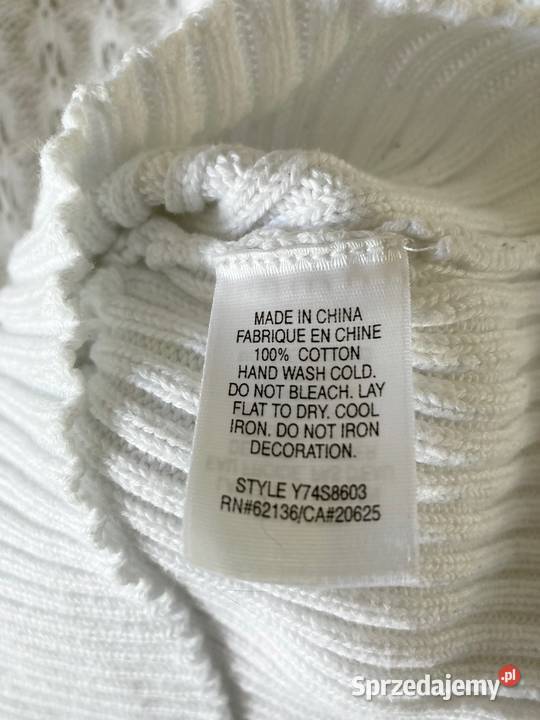 MADE IN CHINA
FABRIQUE EN CHINE
100% COTTON
HAND WASH COLD.
DO NOT BLEACH. LAY
FLAT TO DRY. COOL
IRON. DO NOT IRON
DECORATION.
STYLE Y74S8603
RN#62136/CA#20625
Sprzedajemy.pl